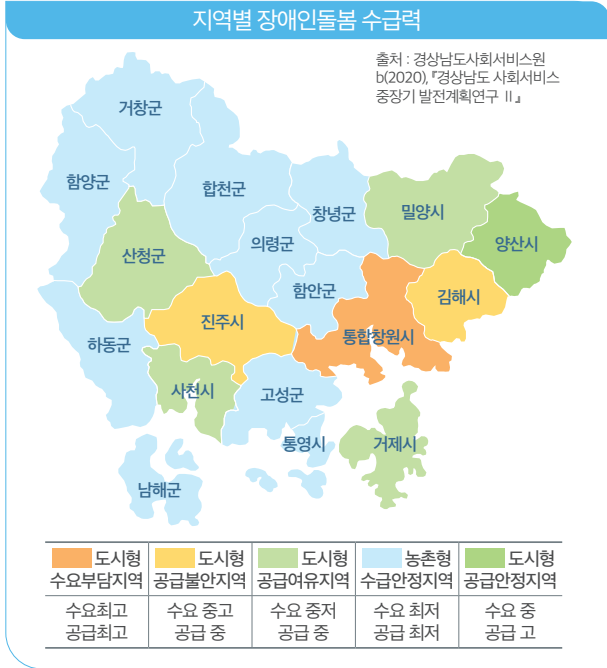 지역별 장애인돌봄 수급력
출처 : 경상남도사회서비스원
b(2020), 『경상남도 사회서비스
중장기 발전계획연구 Ⅱ』
거창군
함양군
합천군
창녕군
밀양시
양산시
산청군
의령군
함안군
김해시
진주시
통합창원시
하동군
사천시
고성군
통영시
거제시
남해군
도시형 수요부담지역
도시형 공급불안지역
도시형 공급여유지역
농촌형 수급안정지역
도시형 공급안정지역
수요최고 공급최고
수요 중고 공급 중
수요 중저 공급 중
수요 최저 공급 최저
수요 중 공급 고